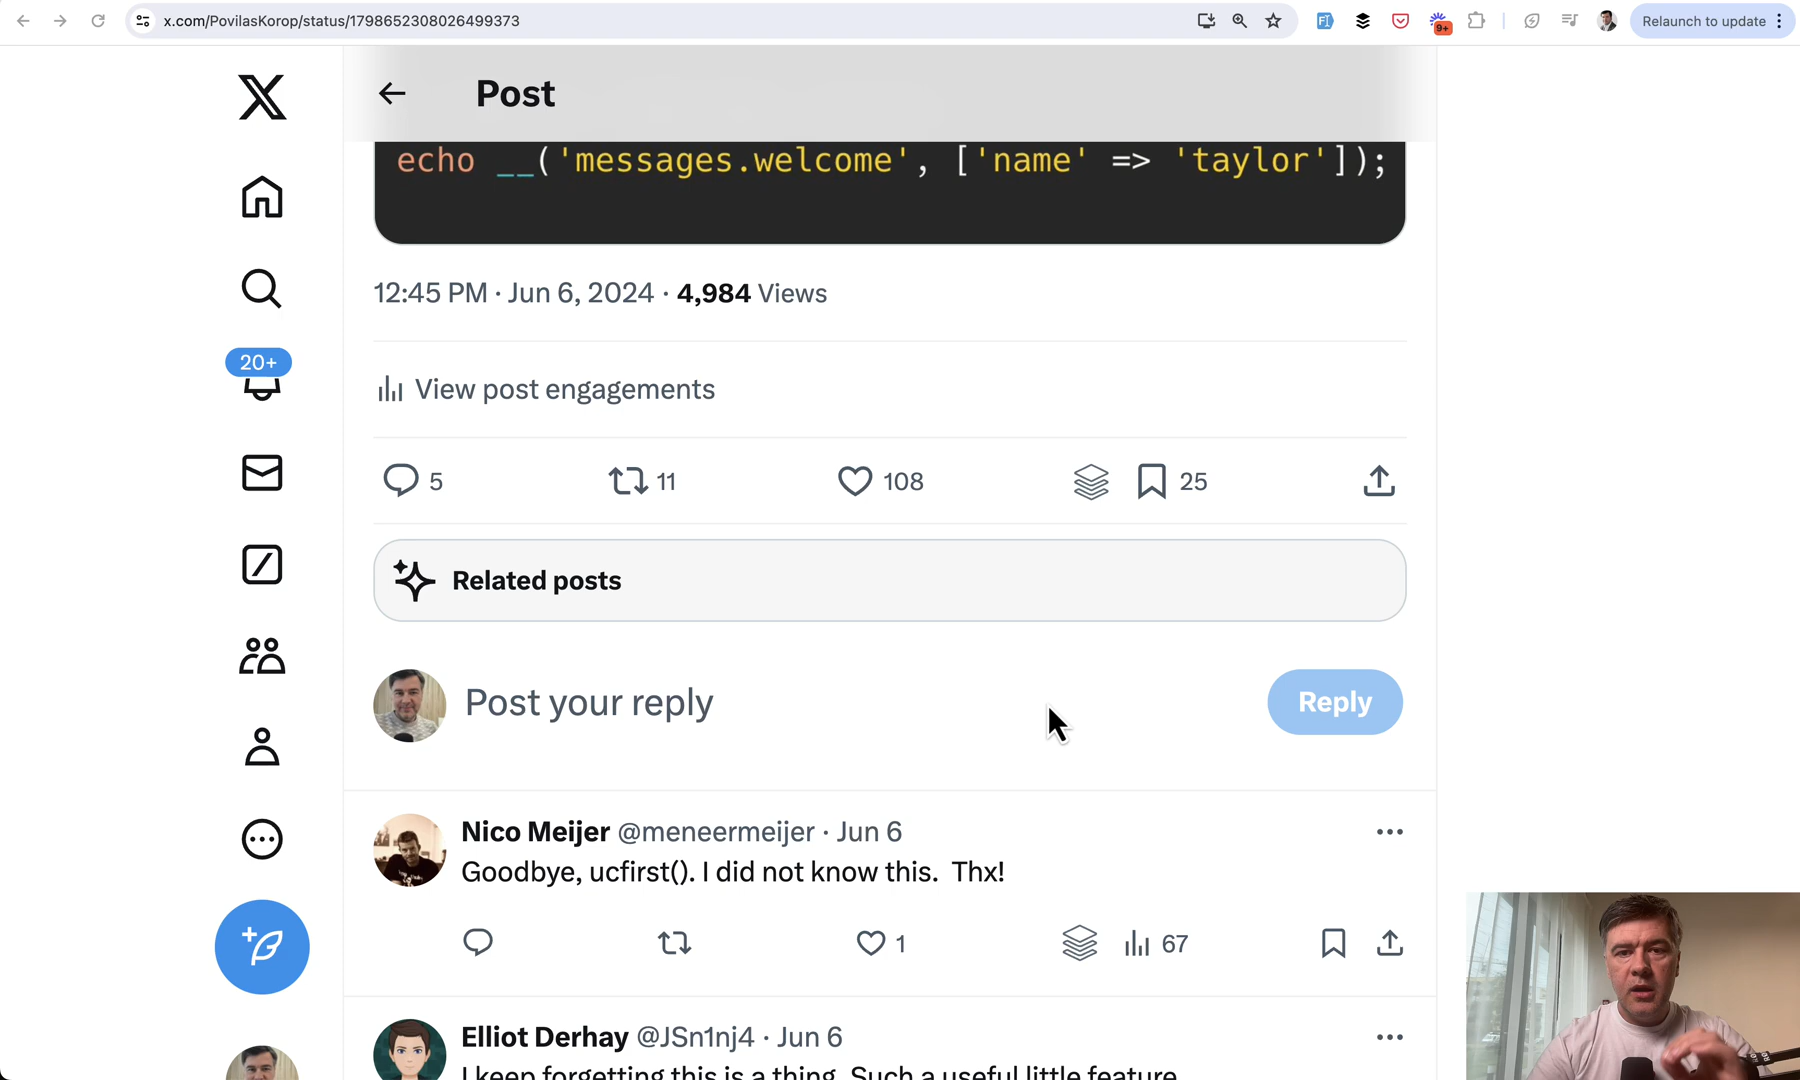 x.com/PovilasKorop/status/1798652308026499373
9+
Relaunch to update
Post
echo __('messages.welcome', ['name' => 'taylor']);
12:45 PM · Jun 6, 2024 · 4,984 Views
20+
View post engagements
5 11 108 25
Related posts
Post your reply
Reply
Nico Meijer @meneermeijer · Jun 6
Goodbye, ucfirst(). I did not know this. Thx!
1 67
Elliot Derhay @JSn1nj4 · Jun 6
I keep forgetting this is a thing. Such a useful little feature